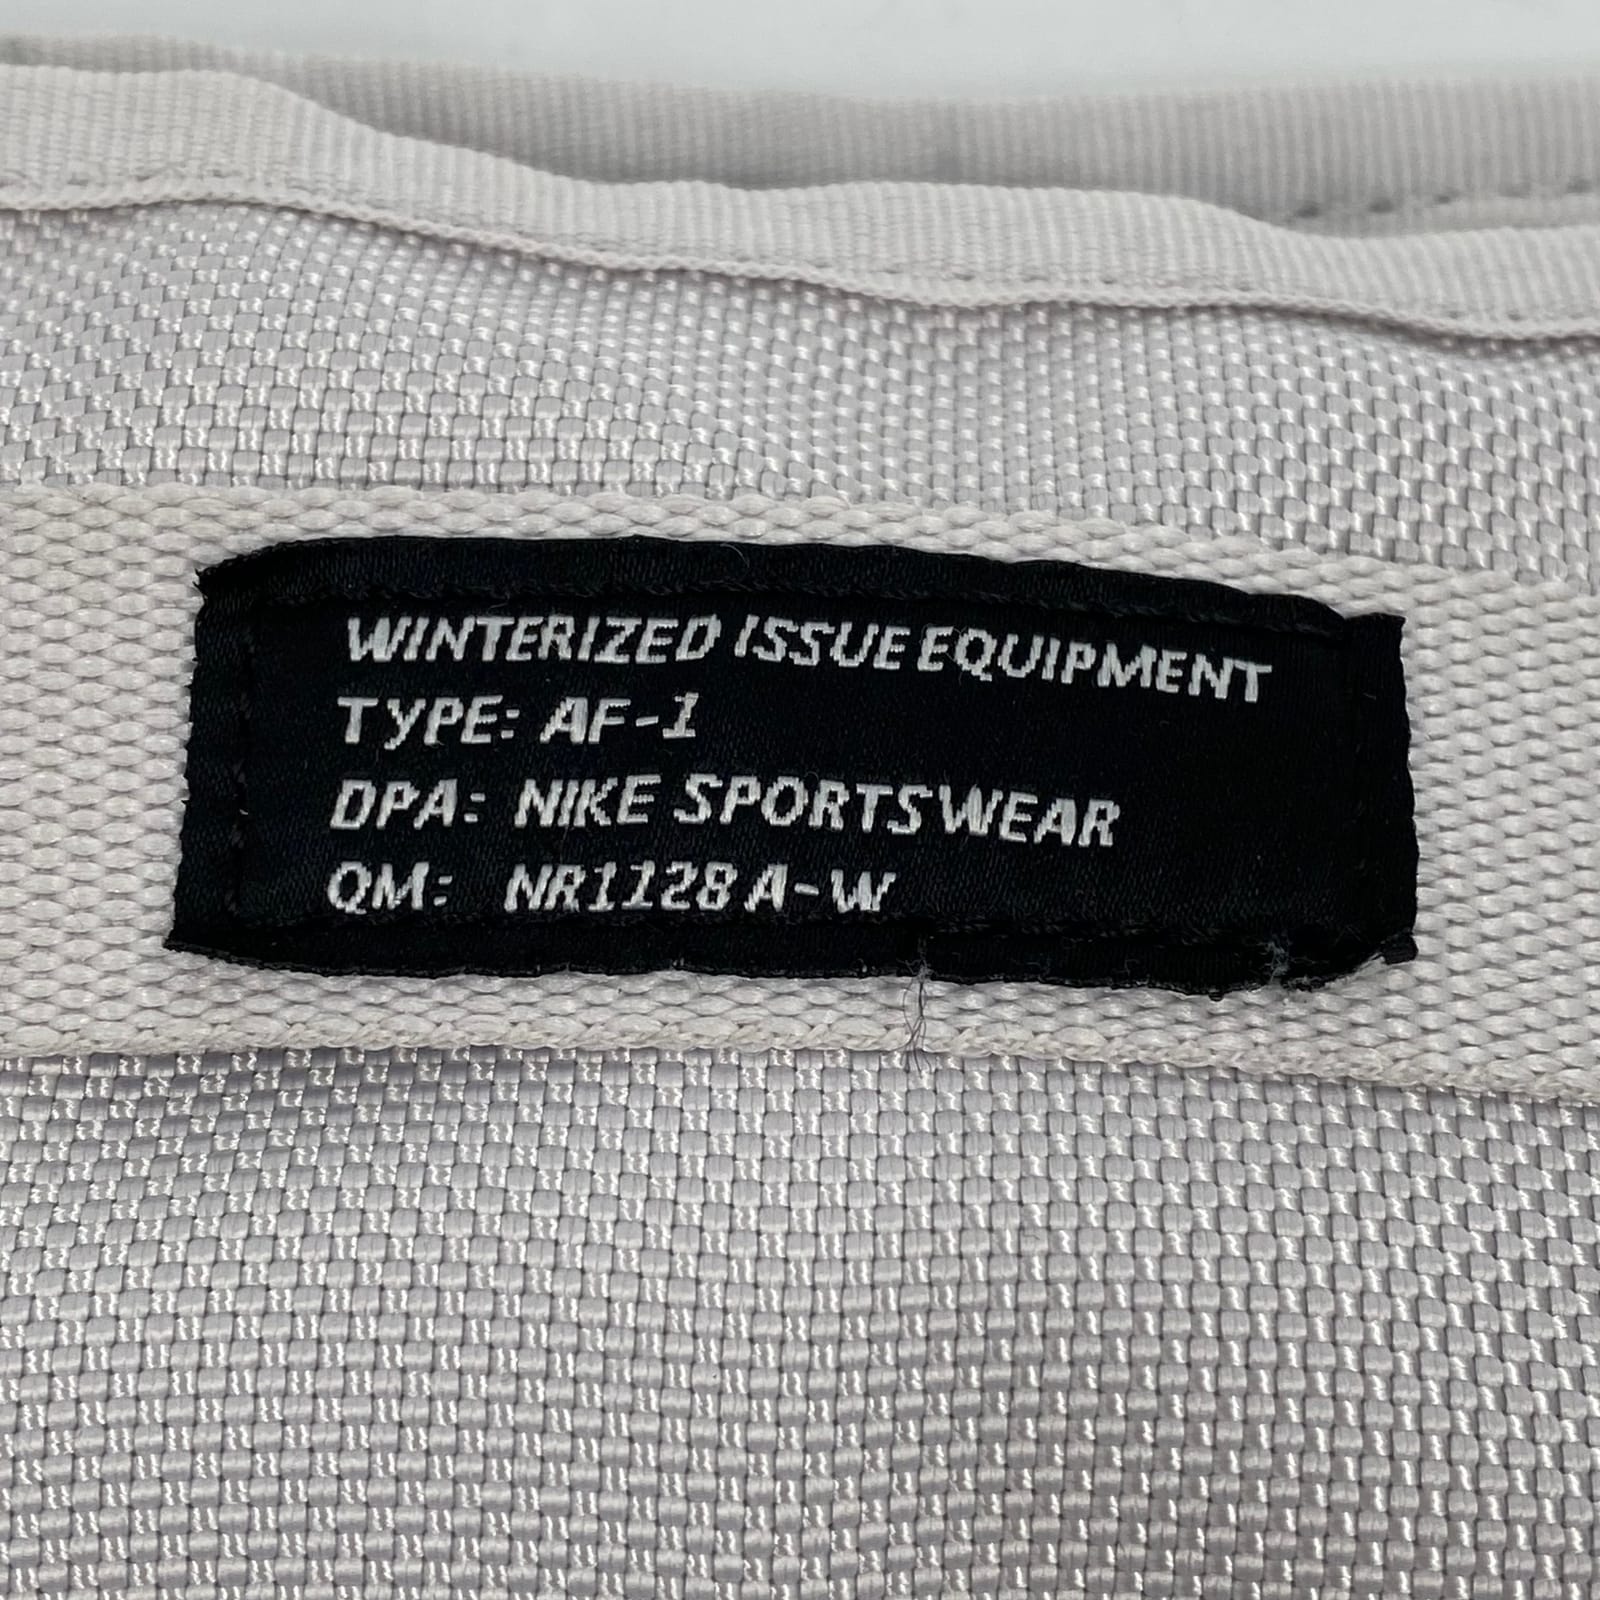 WINTERIZED ISSUE EQUIPMENT
TYPE: AF-1
DPA: NIKE SPORTSWEAR
QM: NR1128 A-W